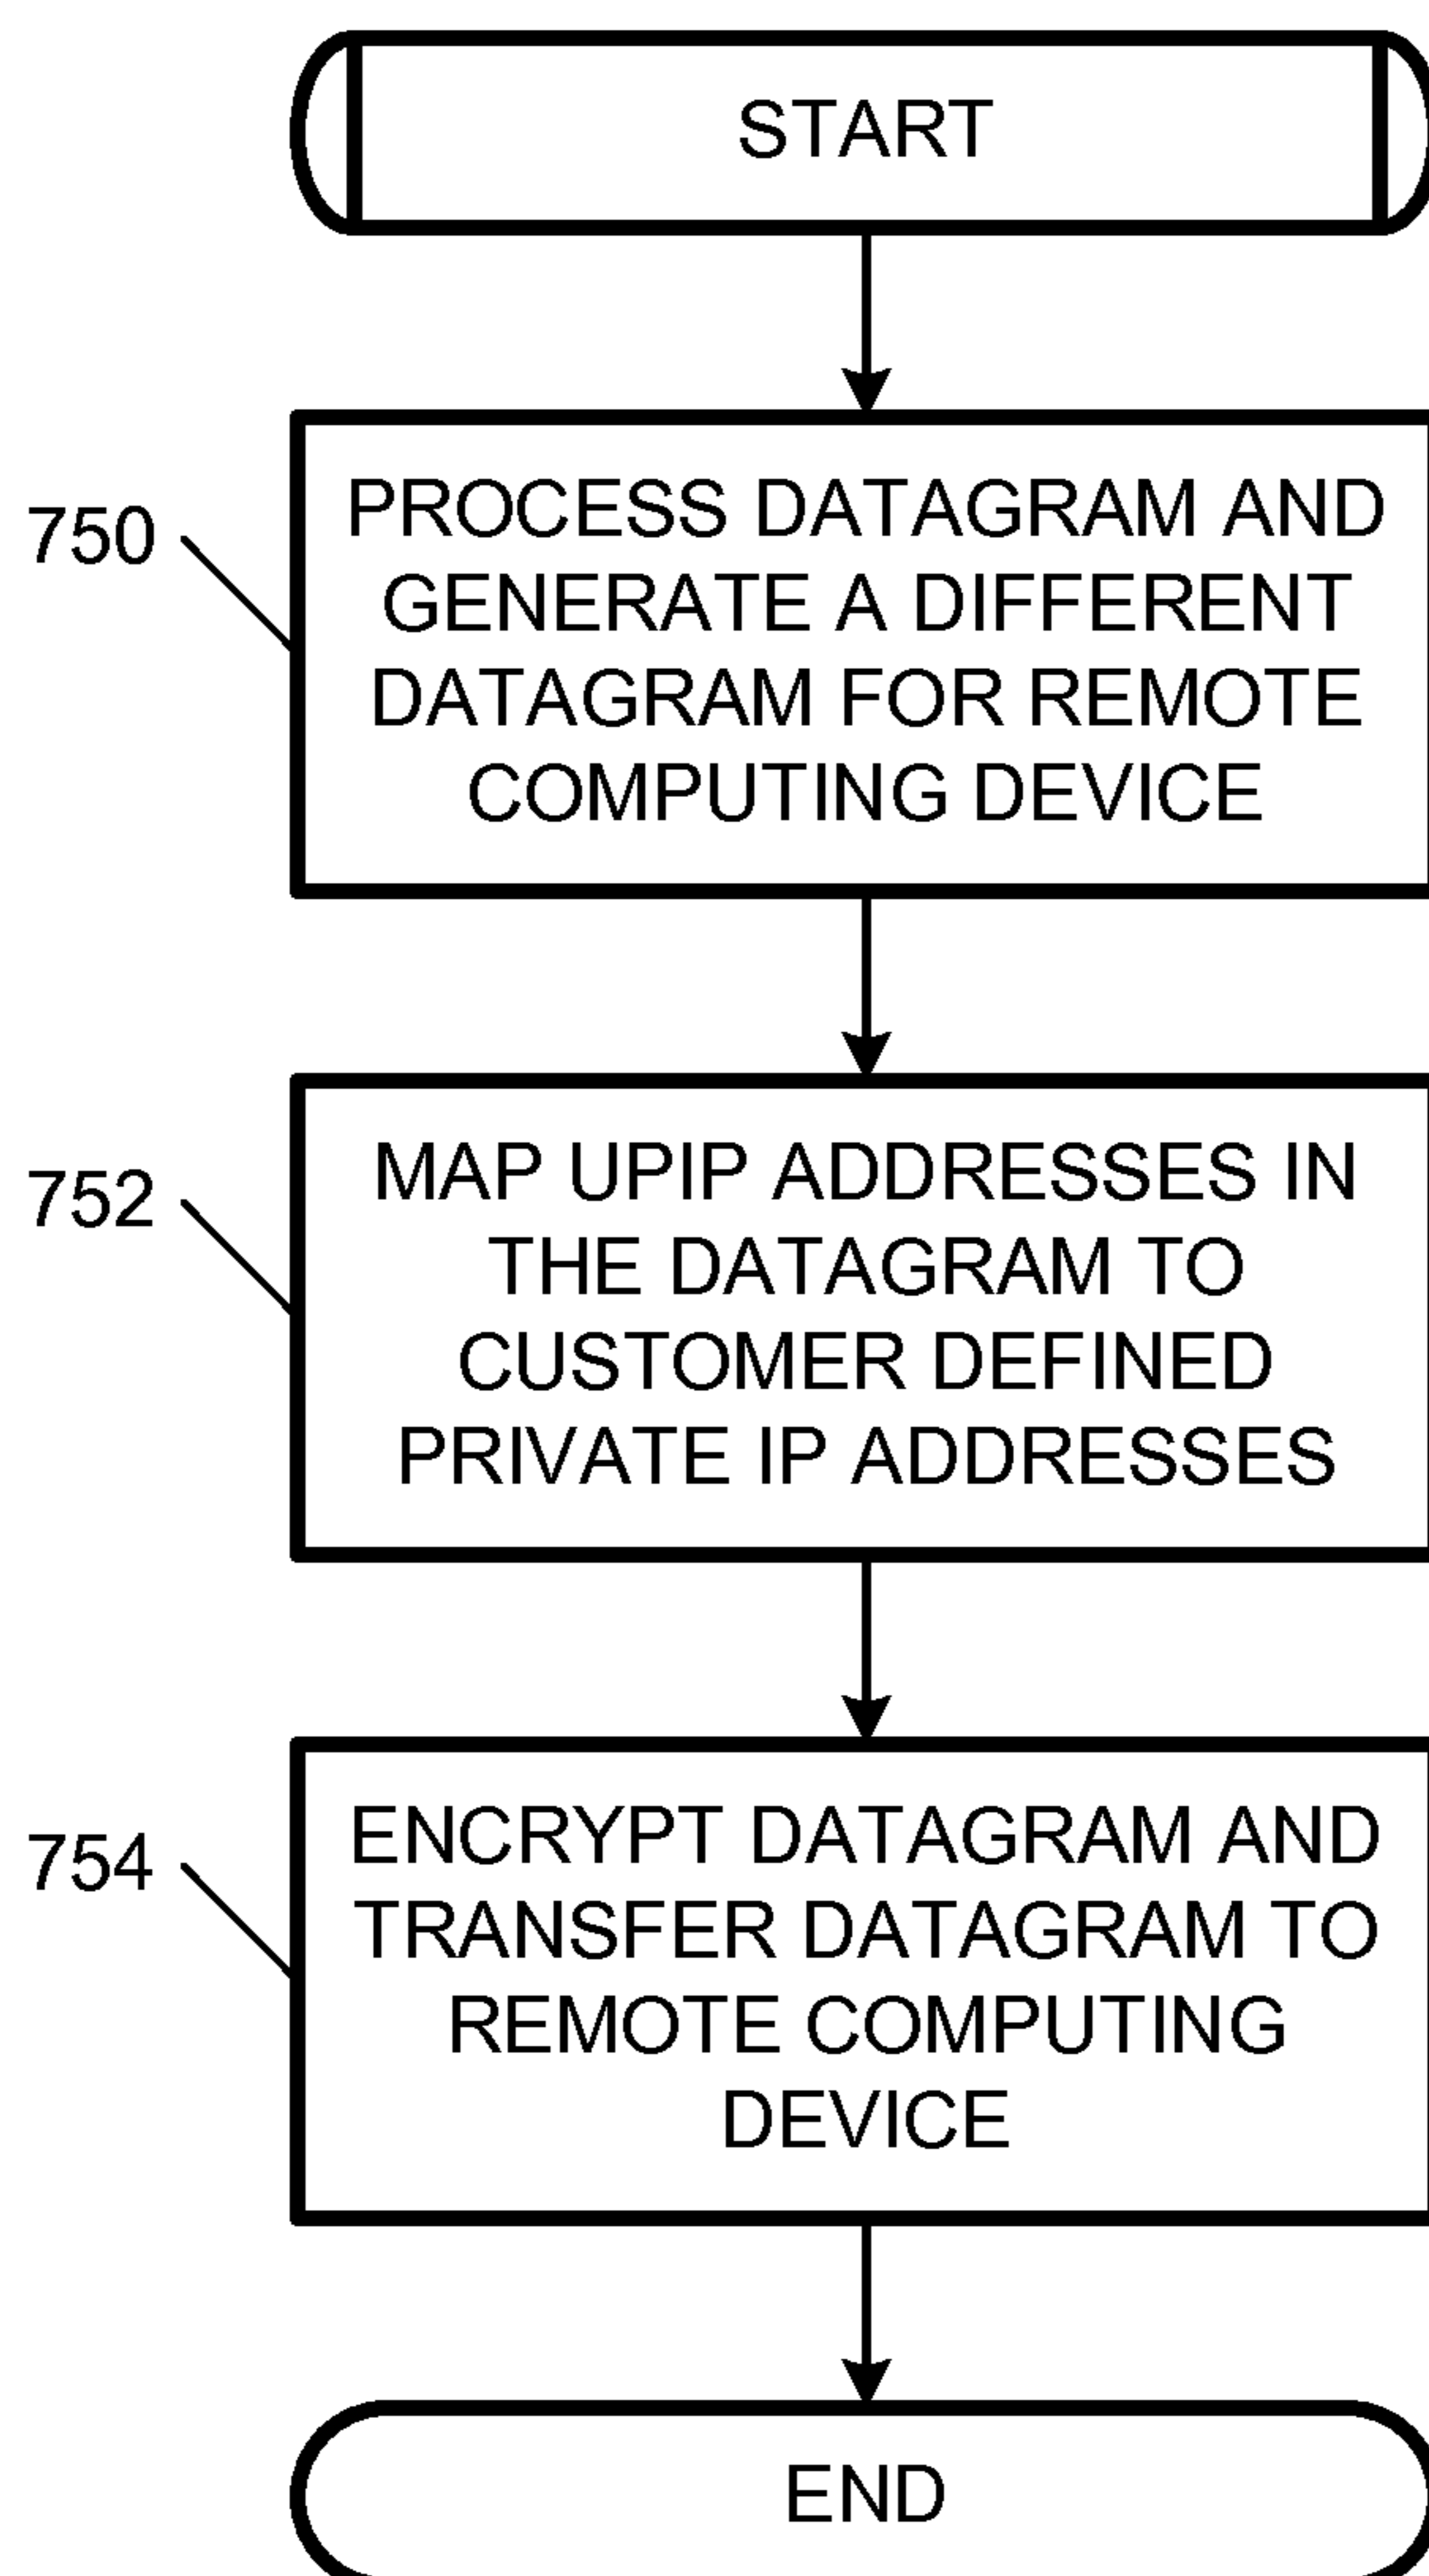 START
750
PROCESS DATAGRAM AND
GENERATE A DIFFERENT
DATAGRAM FOR REMOTE
COMPUTING DEVICE
752
MAP UPIP ADDRESSES IN
THE DATAGRAM TO
CUSTOMER DEFINED
PRIVATE IP ADDRESSES
754
ENCRYPT DATAGRAM AND
TRANSFER DATAGRAM TO
REMOTE COMPUTING
DEVICE
END